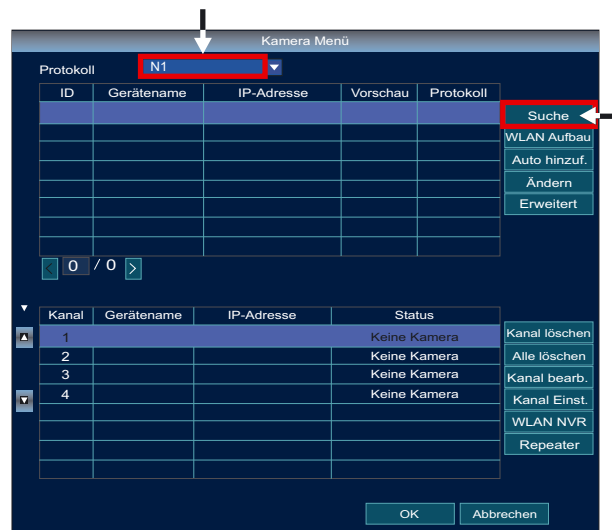 Kamera Menü
Protokoll N1
ID Gerätename IP-Adresse Vorschau Protokoll
Suche
WLAN Aufbau
Auto hinzuf.
Ändern
Erweitert
< 0 / 0 >
Kanal Gerätename IP-Adresse Status
1 Keine Kamera
2 Keine Kamera
3 Keine Kamera
4 Keine Kamera
Kanal löschen
Alle löschen
Kanal bearb.
Kanal Einst.
WLAN NVR
Repeater
OK Abbrechen